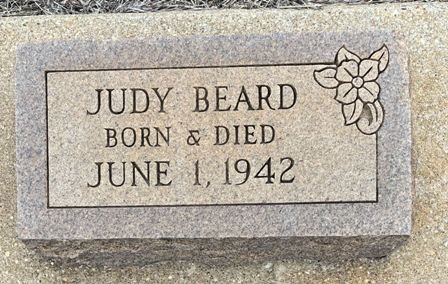 JUDY BEARD
BORN & DIED
JUNE 1, 1942